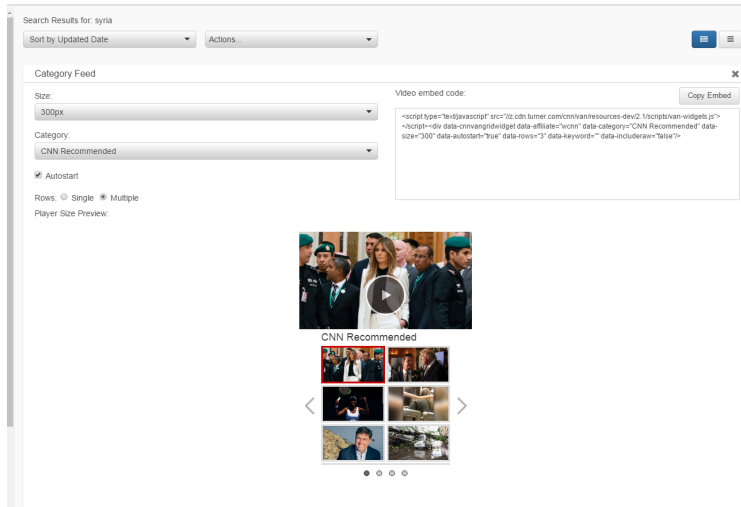 Search Results for: syria
Sort by Updated Date
Actions...
Category Feed
Size:
300px
Category:
CNN Recommended
Autostart
Rows: Single Multiple
Player Size Preview:
Video embed code:
Copy Embed
<script type="text/javascript" src="//z.cdn.turner.com/cnn/van/resources-dev/2.1/scripts/van-widgets.js">
</script><div data-cnnvangridwidget data-affiliate="wcnn" data-category="CNN Recommended" data-
size="300" data-autostart="true" data-rows="3" data-keyword="" data-includeraw="false"/>
CNN Recommended